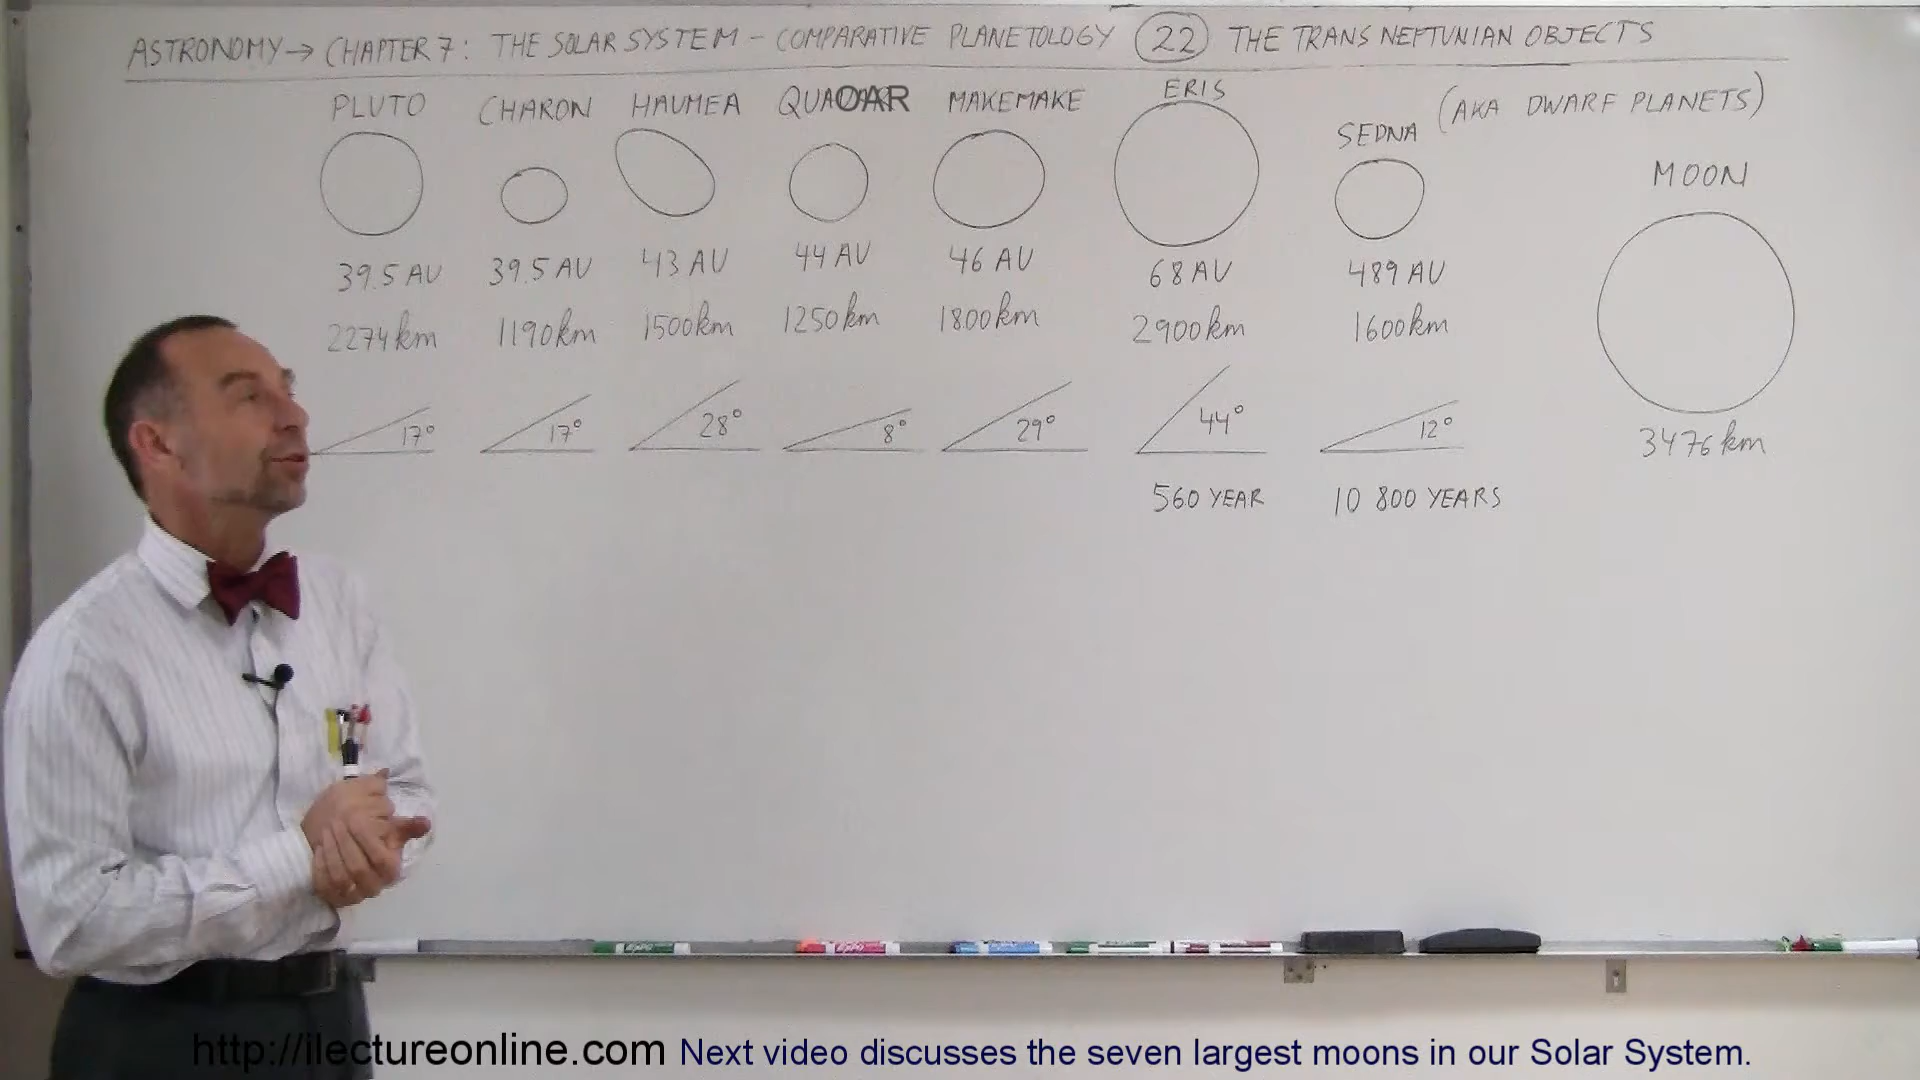 ASTRONOMY → CHAPTER 7: THE SOLAR SYSTEM - COMPARATIVE PLANETOLOGY 22 THE TRANS NEPTUNIAN OBJECTS
PLUTO CHARON HAUMEA QUAOAR MAKEMAKE ERIS SEDNA (AKA DWARF PLANETS)
MOON
39.5 AU 39.5 AU 43 AU 44 AU 46 AU 68 AU 489 AU
2274 km 1190 km 1500 km 1250 km 1800 km 2900 km 1600 km
17° 17° 28° 8° 29° 44° 12° 3476 km
560 YEAR 10 800 YEARS
http://ilectureonline.com Next video discusses the seven largest moons in our Solar System.